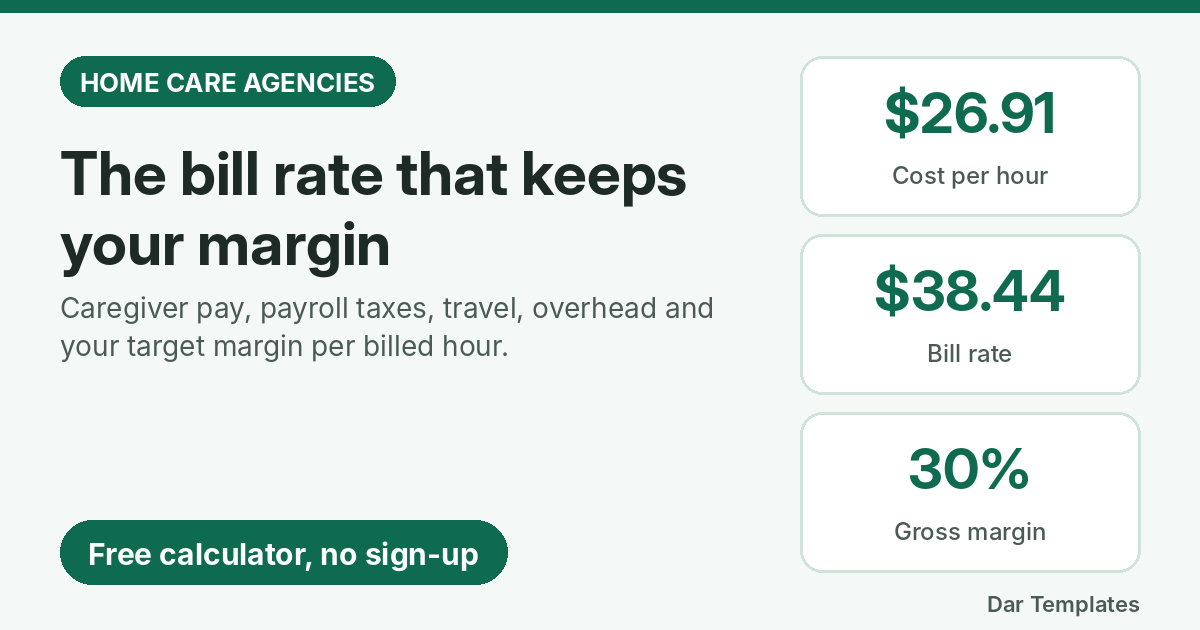 HOME CARE AGENCIES
The bill rate that keeps
your margin
Caregiver pay, payroll taxes, travel, overhead and
your target margin per billed hour.
Free calculator, no sign-up
$26.91
Cost per hour
$38.44
Bill rate
30%
Gross margin
Dar Templates